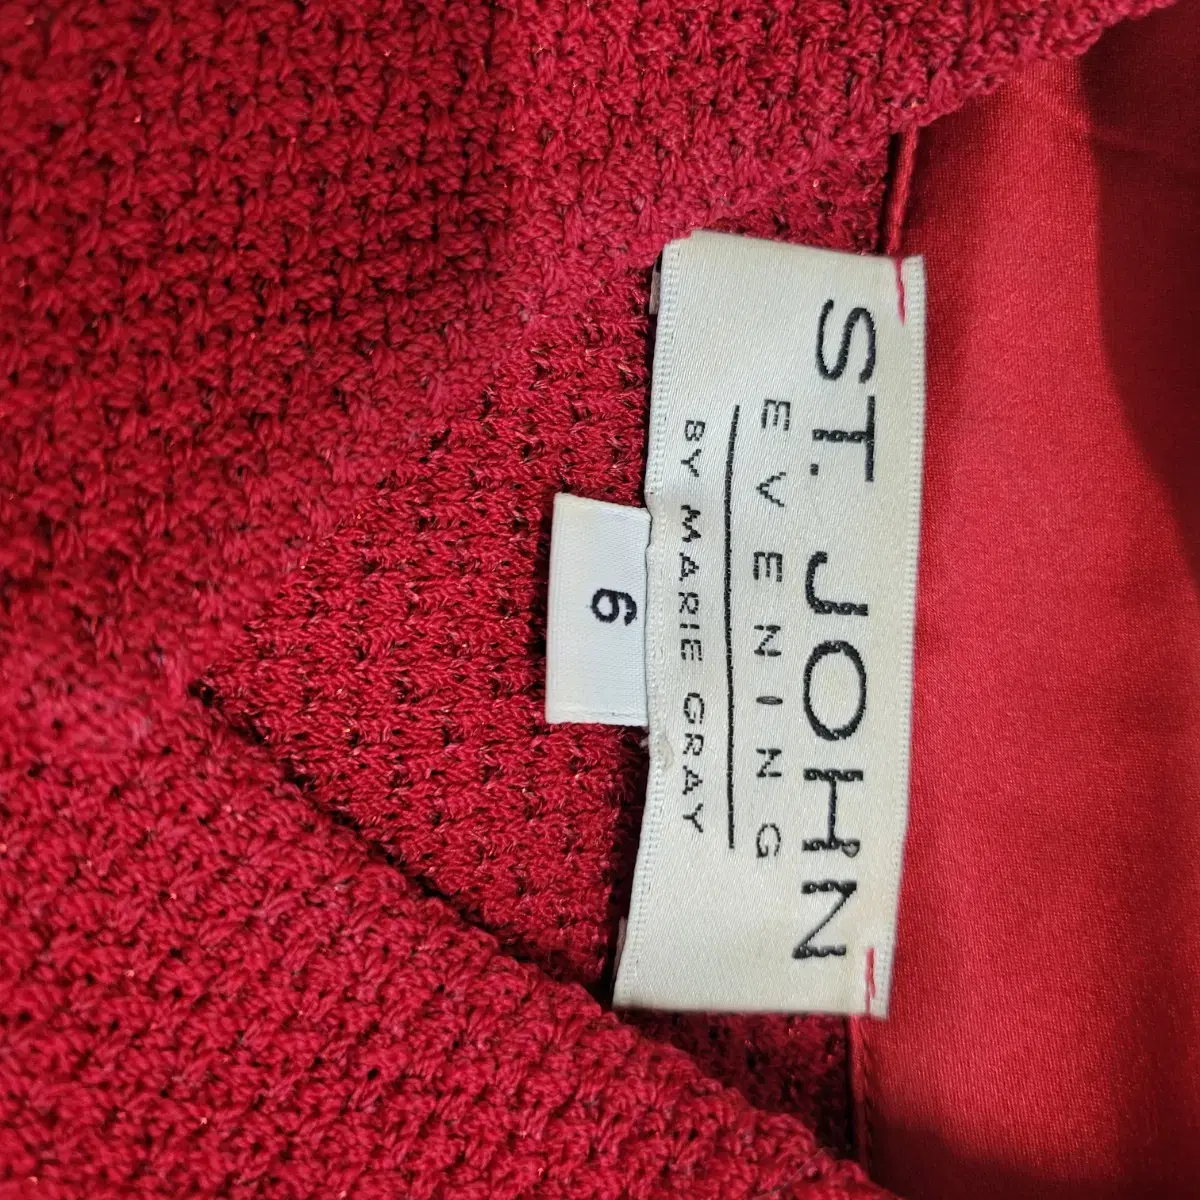 ST. JOHN
EVENING
BY MARIE GRAY
6